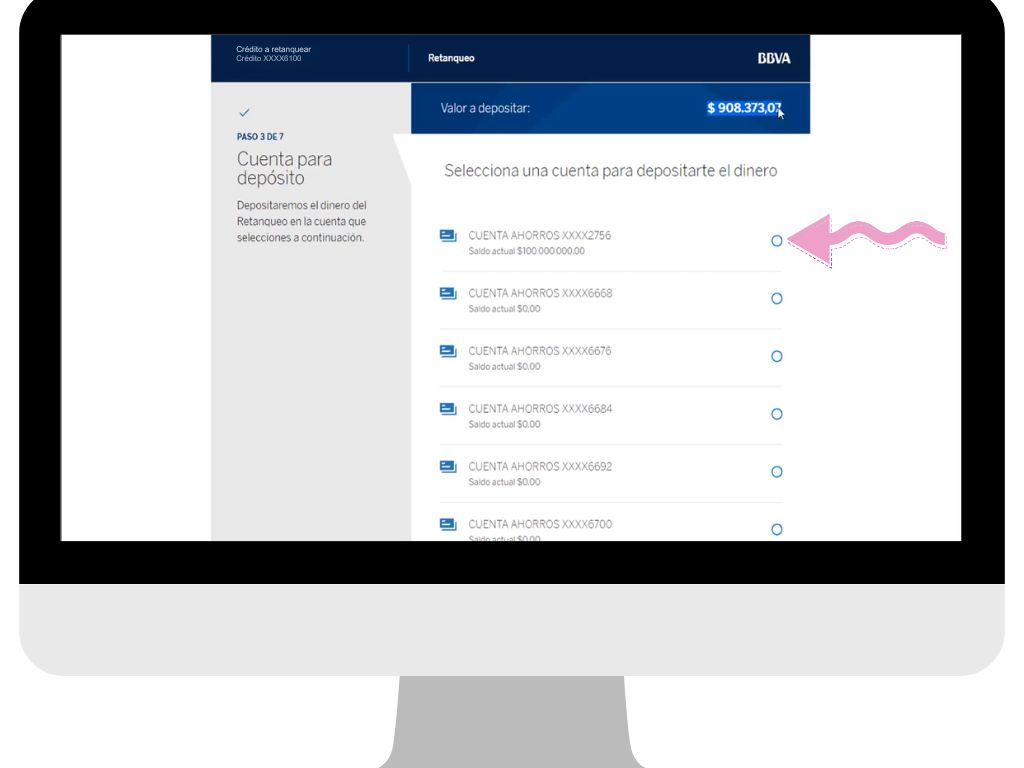 Crédito a retanquear
Crédito XXXX6100
Retanqueo
BBVA
Valor a depositar:
$ 908.373,07
PASO 3 DE 7
Cuenta para
depósito
Depositaremos el dinero del
Retanqueo en la cuenta que
selecciones a continuación.
Selecciona una cuenta para depositarte el dinero
CUENTA AHORROS XXXX2756
Saldo actual $100.000.000,00
CUENTA AHORROS XXXX6668
Saldo actual $0,00
CUENTA AHORROS XXXX6676
Saldo actual $0,00
CUENTA AHORROS XXXX6684
Saldo actual $0,00
CUENTA AHORROS XXXX6692
Saldo actual $0,00
CUENTA AHORROS XXXX6700
Saldo actual $0,00